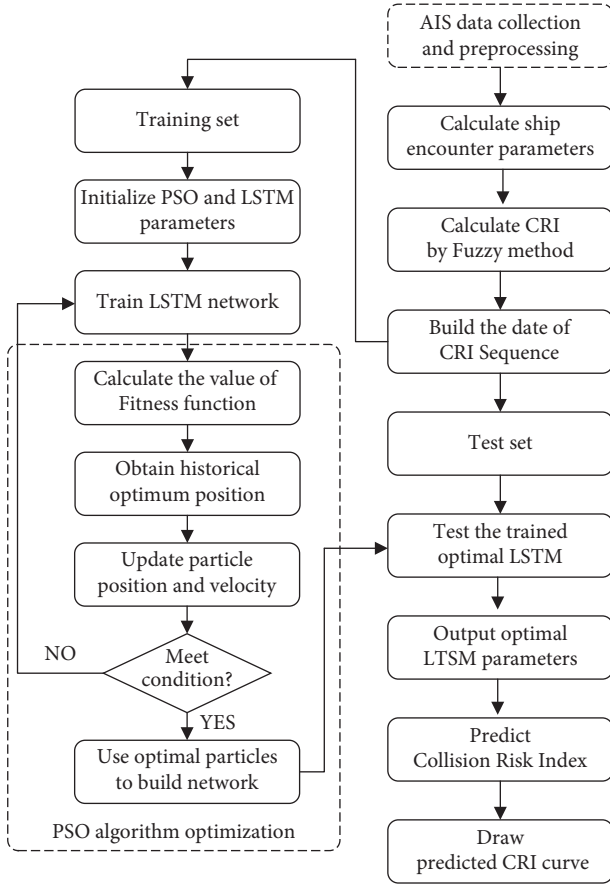 AIS data collection
and preprocessing
Calculate ship
encounter parameters
Calculate CRI
by Fuzzy method
Build the date of
CRI Sequence
Test set
Test the trained
optimal LSTM
Output optimal
LTSM parameters
Predict
Collision Risk Index
Draw
predicted CRI curve
Training set
Initialize PSO and LSTM
parameters
Train LSTM network
Calculate the value of
Fitness function
Obtain historical
optimum position
Update particle
position and velocity
Meet
condition?
NO
YES
Use optimal particles
to build network
PSO algorithm optimization